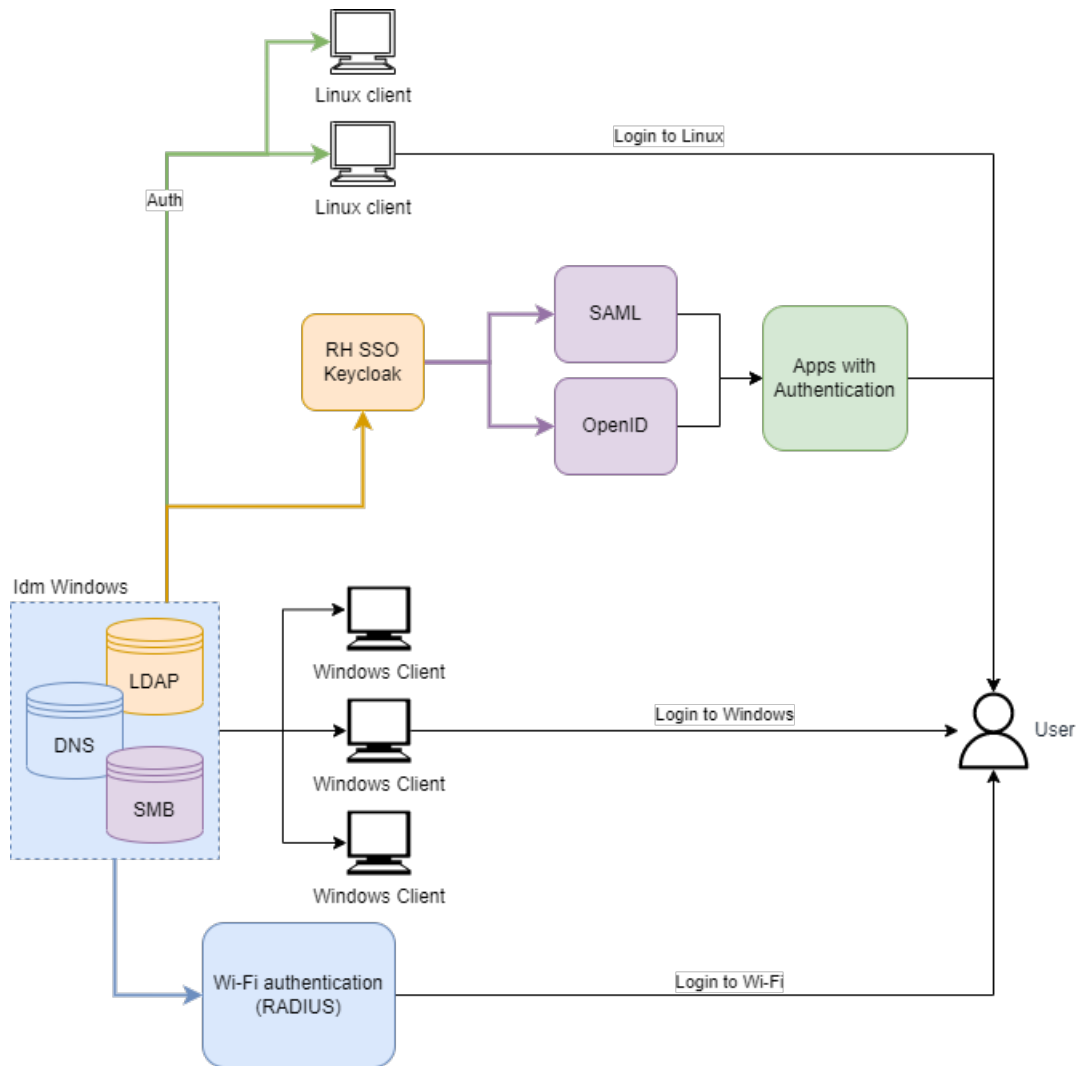 Linux client
Login to Linux
Linux client
Auth
SAML
RH SSO
Keycloak
Apps with
Authentication
OpenID
Idm Windows
LDAP
DNS
SMB
Windows Client
Login to Windows
User
Windows Client
Windows Client
Wi-Fi authentication
(RADIUS)
Login to Wi-Fi